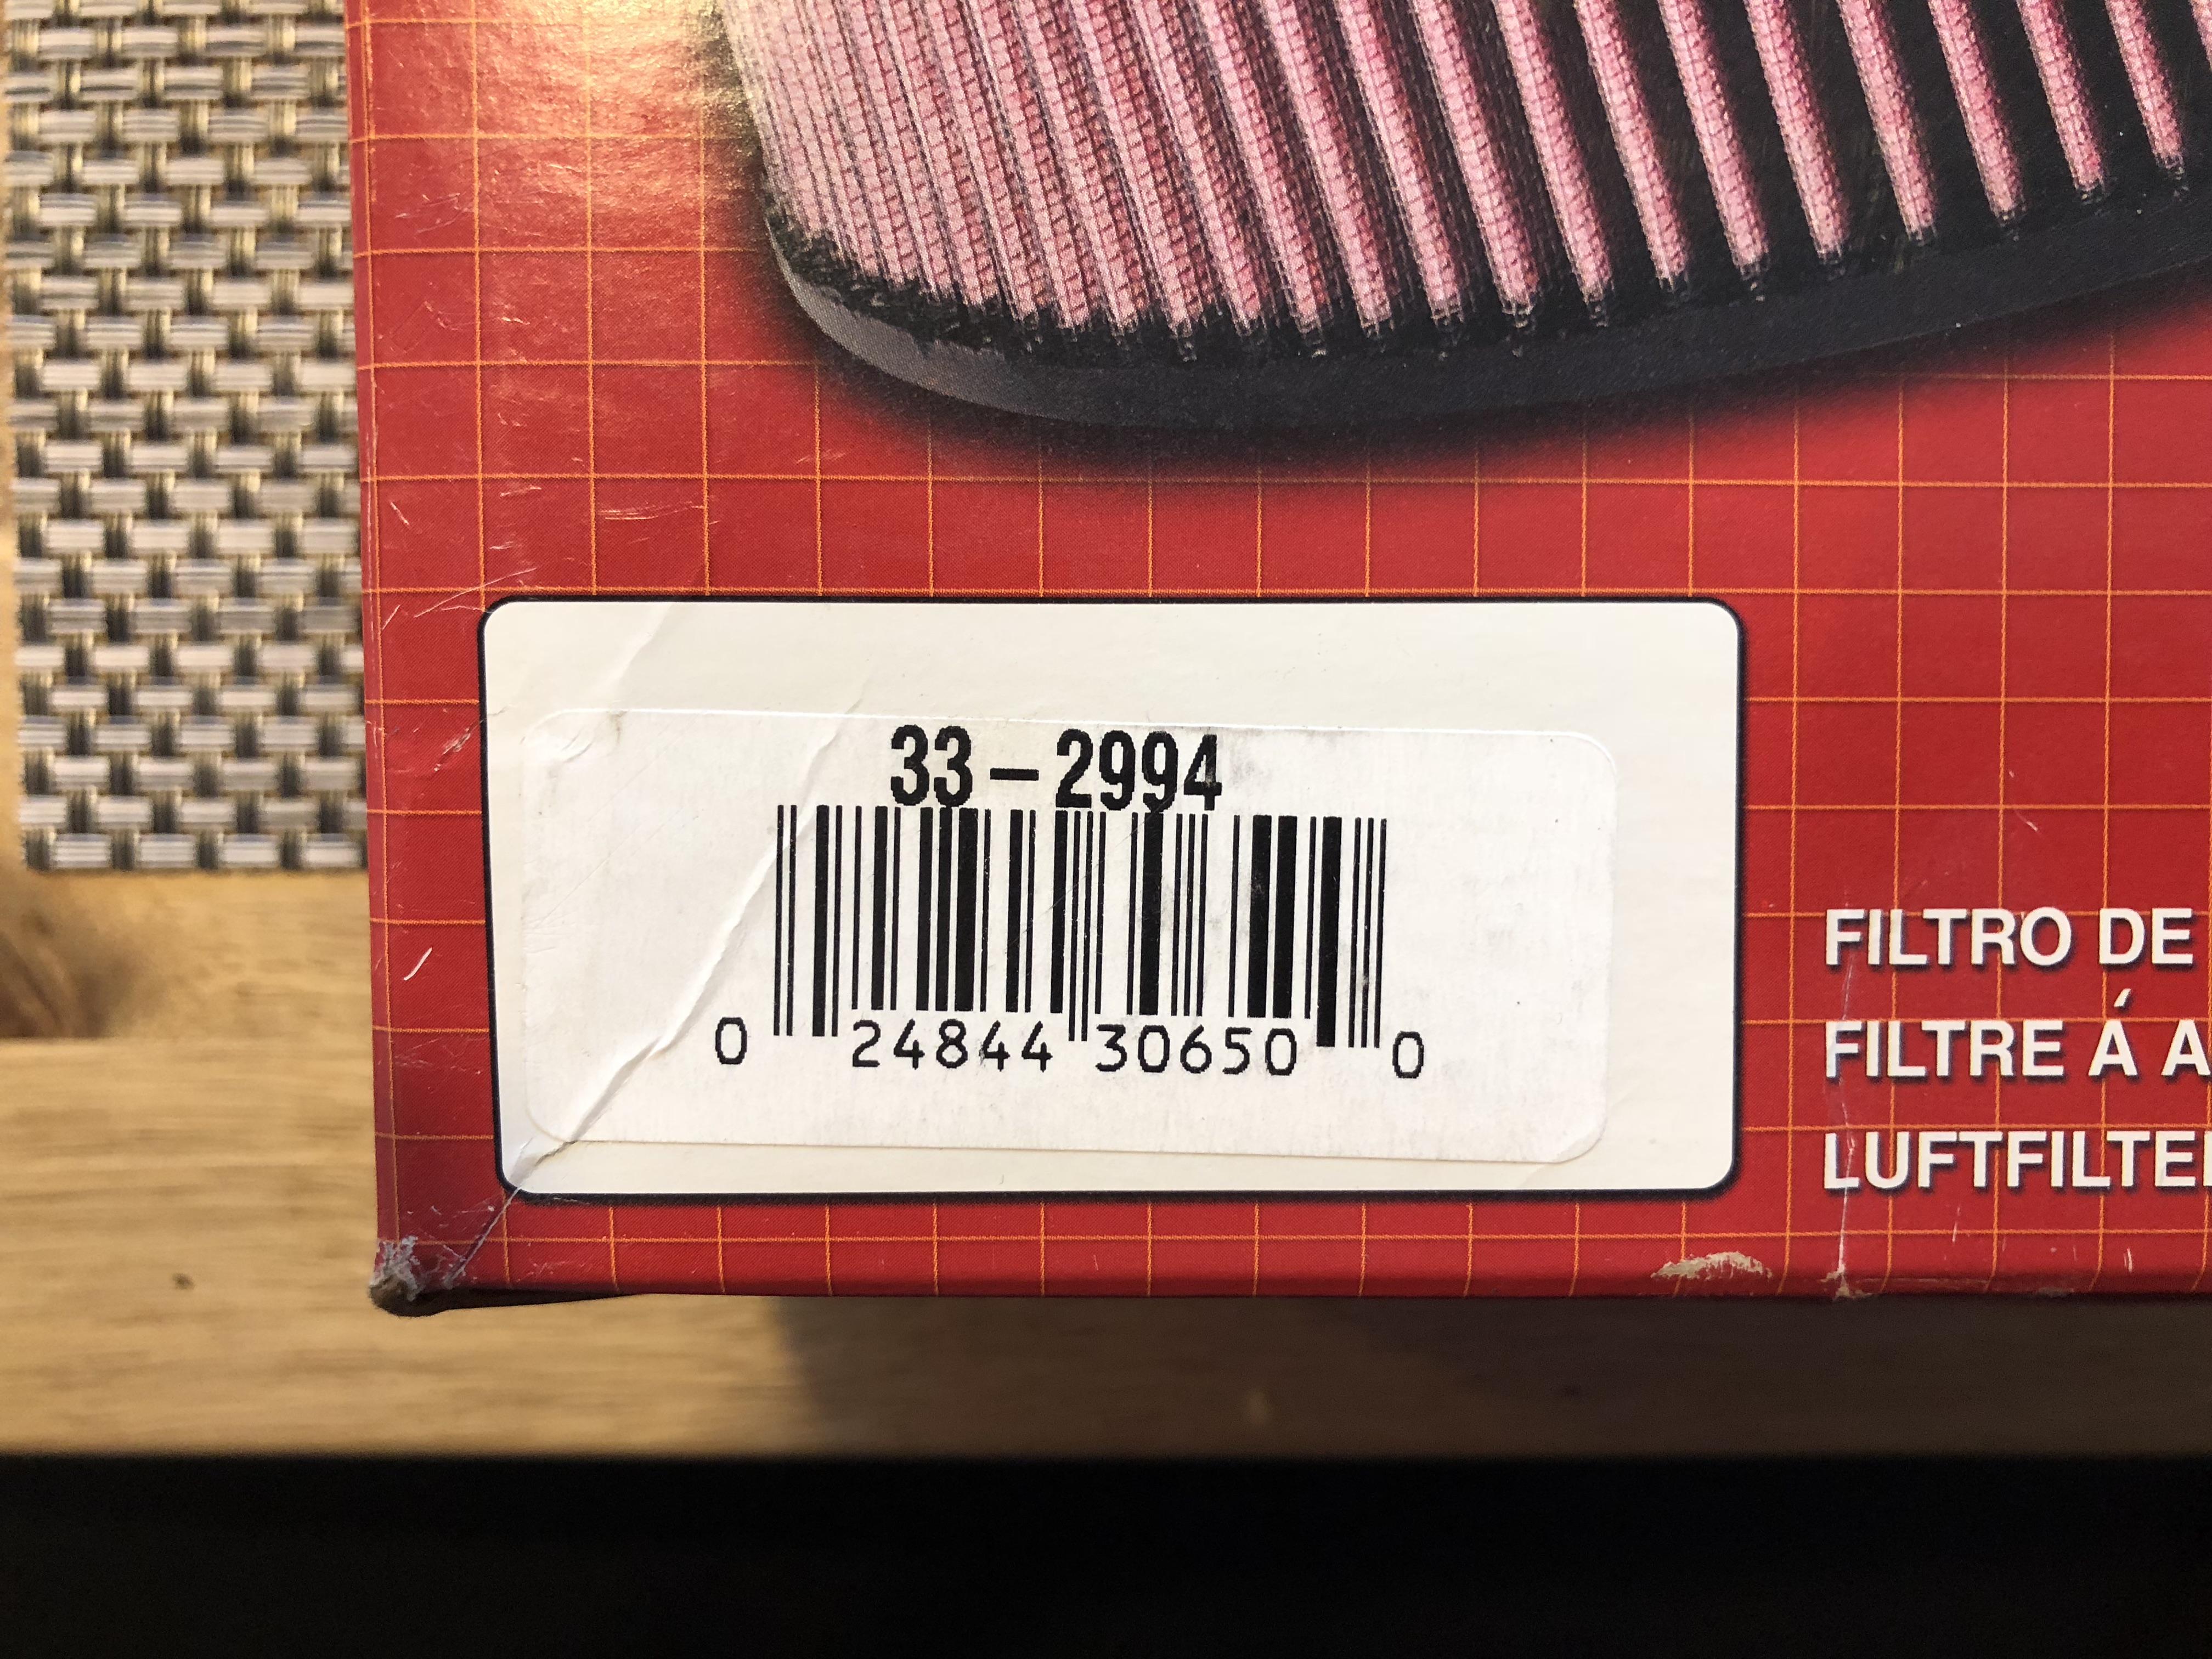 33-2994
0 24844 30650 0
FILTRO DE
FILTRE Á A
LUFTFILTE